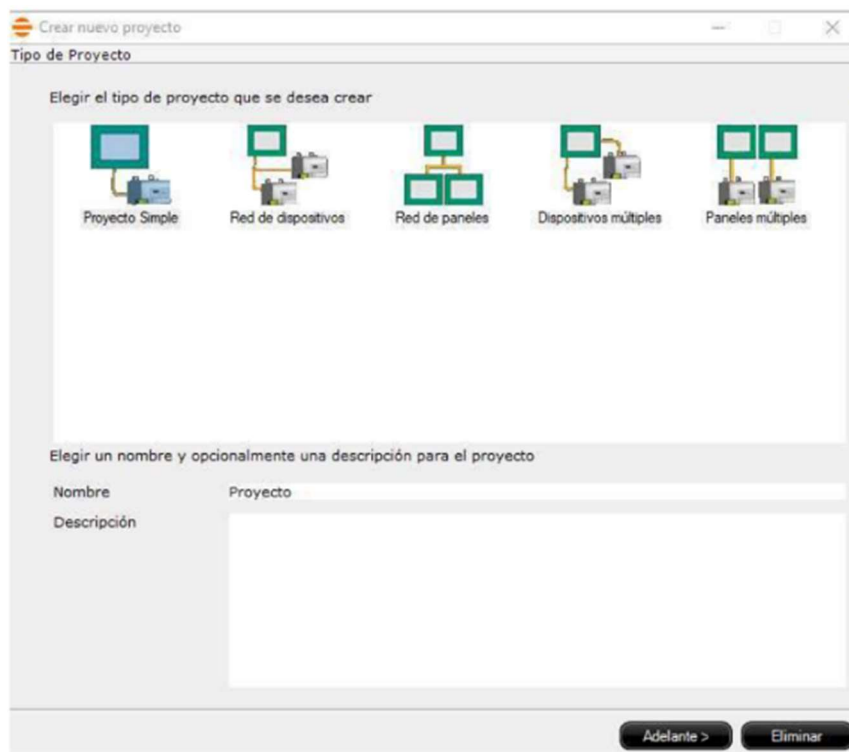 Crear nuevo proyecto
Tipo de Proyecto
Elegir el tipo de proyecto que se desea crear
Proyecto Simple
Red de dispositivos
Red de paneles
Dispositivos múltiples
Paneles múltiples
Elegir un nombre y opcionalmente una descripción para el proyecto
Nombre
Proyecto
Descripción
Adelante >
Eliminar